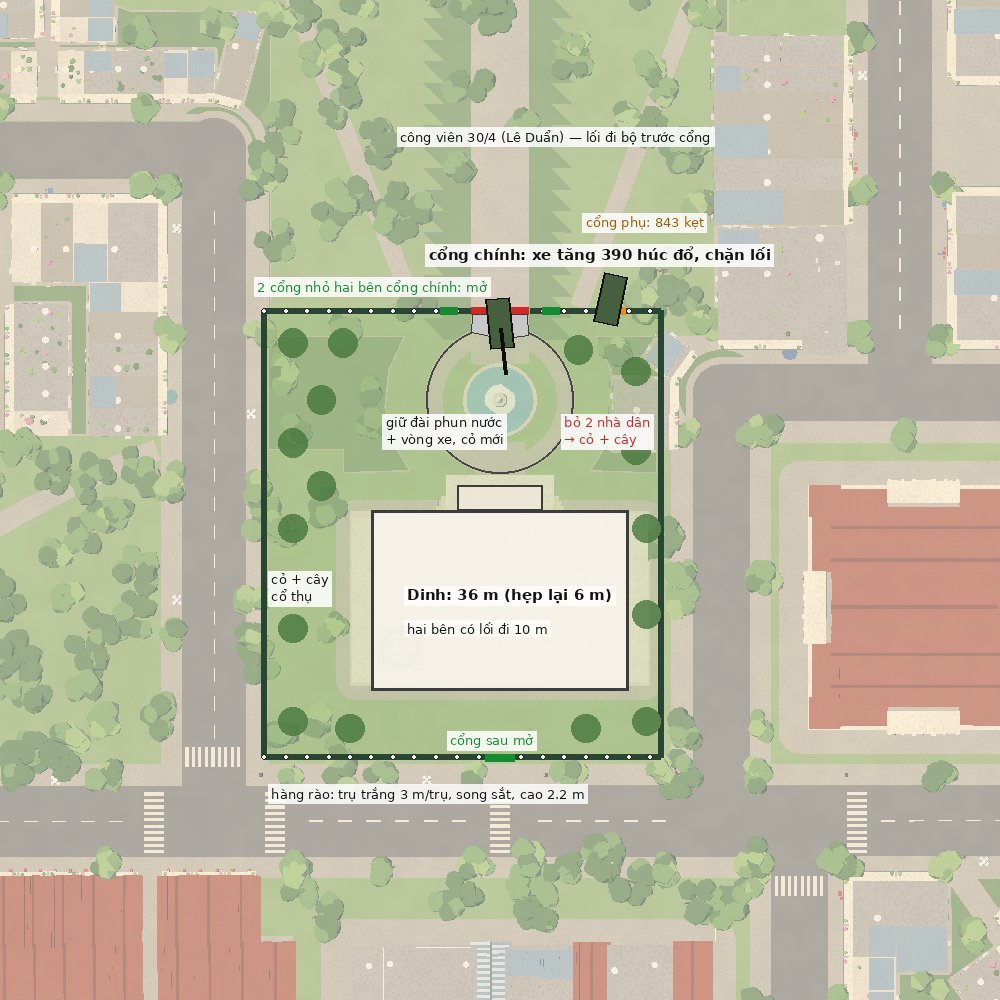 công viên 30/4 (Lê Duẩn) — lối đi bộ trước cổng
cổng phụ: 843 kẹt
cổng chính: xe tăng 390 húc đổ, chặn lối
2 cổng nhỏ hai bên cổng chính: mở
giữ đài phun nước
+ vòng xe, cỏ mới
bỏ 2 nhà dân
→ cỏ + cây
cỏ + cây
cổ thụ
Dinh: 36 m (hẹp lại 6 m)
hai bên có lối đi 10 m
H
cổng sau mở
hàng rào: trụ trắng 3 m/trụ, song sắt, cao 2.2 m